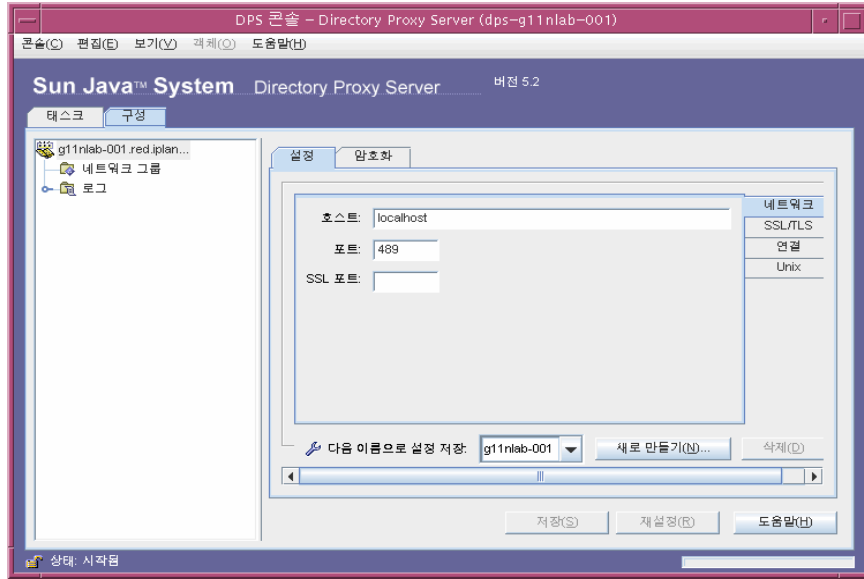 DPS 콘솔 – Directory Proxy Server (dps–g11nlab–001)
콘솔(C) 편집(E) 보기(V) 객체(O) 도움말(H)
Sun Java™ System Directory Proxy Server 버전 5.2
태스크 구성
g11nlab-001.red.iplan...
네트워크 그룹
로그
설정 암호화
네트워크
SSL/TLS
연결
Unix
호스트: localhost
포트: 489
SSL 포트:
다음 이름으로 설정 저장: g11nlab-001 새로 만들기(N)... 삭제(D)
저장(S) 재설정(R) 도움말(H)
상태: 시작됨